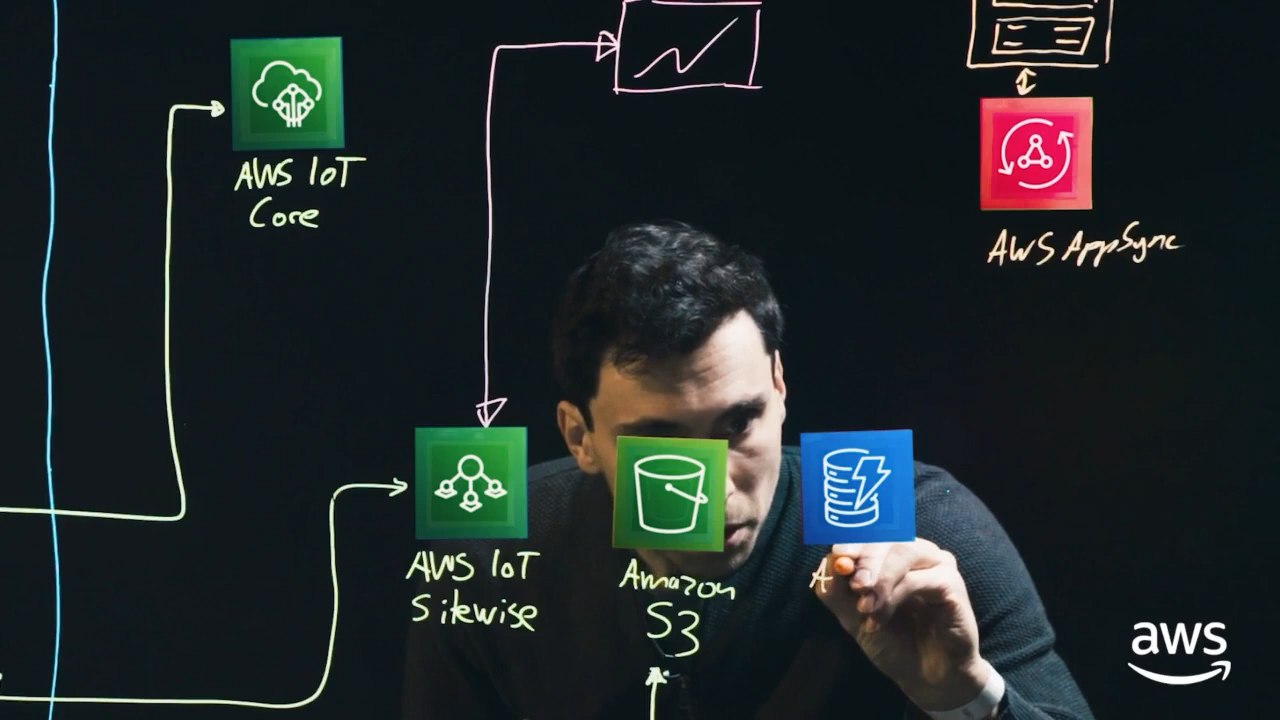 AWS IoT
Core
AWS AppSync
AWS IoT
Sitewise
Amazon
S3
A
aws